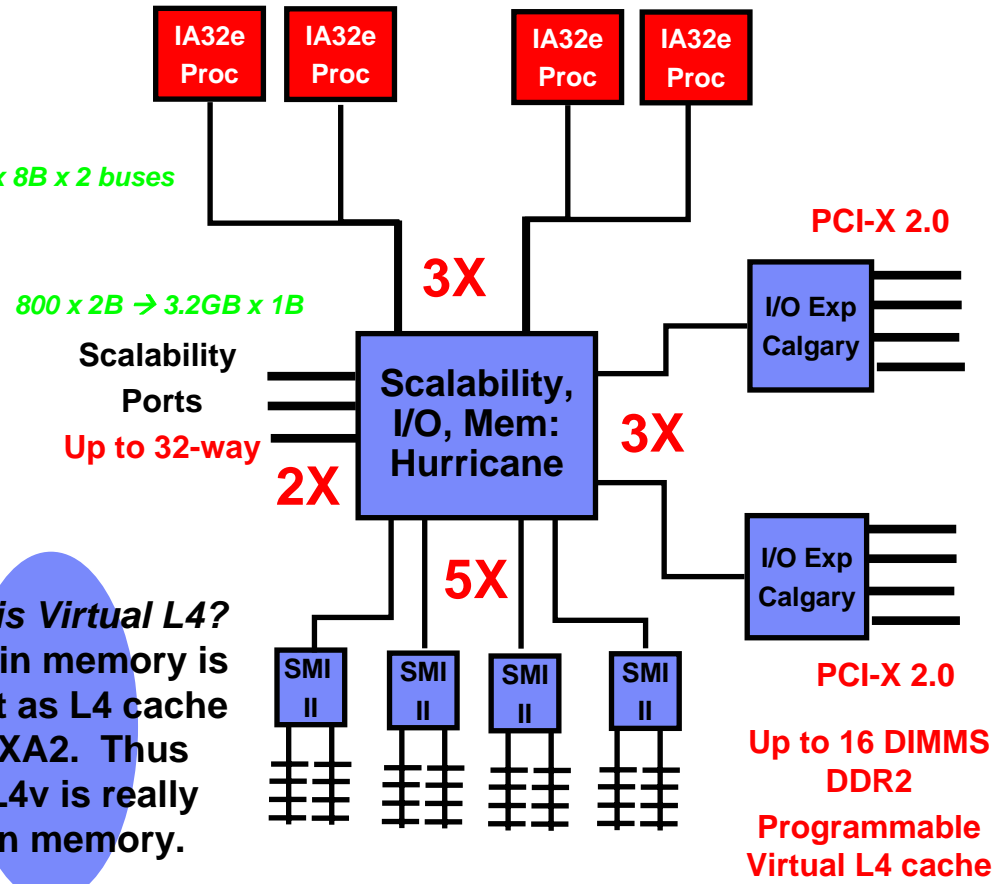 IA32e
Proc
IA32e
Proc
IA32e
Proc
IA32e
Proc
x 8B x 2 buses
PCI-X 2.0
3X
800 x 2B → 3.2GB x 1B
I/O Exp
Calgary
Scalability
Ports
Up to 32-way
Scalability,
I/O, Mem:
Hurricane
3X
2X
5X
I/O Exp
Calgary
is Virtual L4?
in memory is
as L4 cache
XA2. Thus
L4v is really
memory.
SMI
II
SMI
II
SMI
II
SMI
II
PCI-X 2.0
Up to 16 DIMMS
DDR2
Programmable
Virtual L4 cache